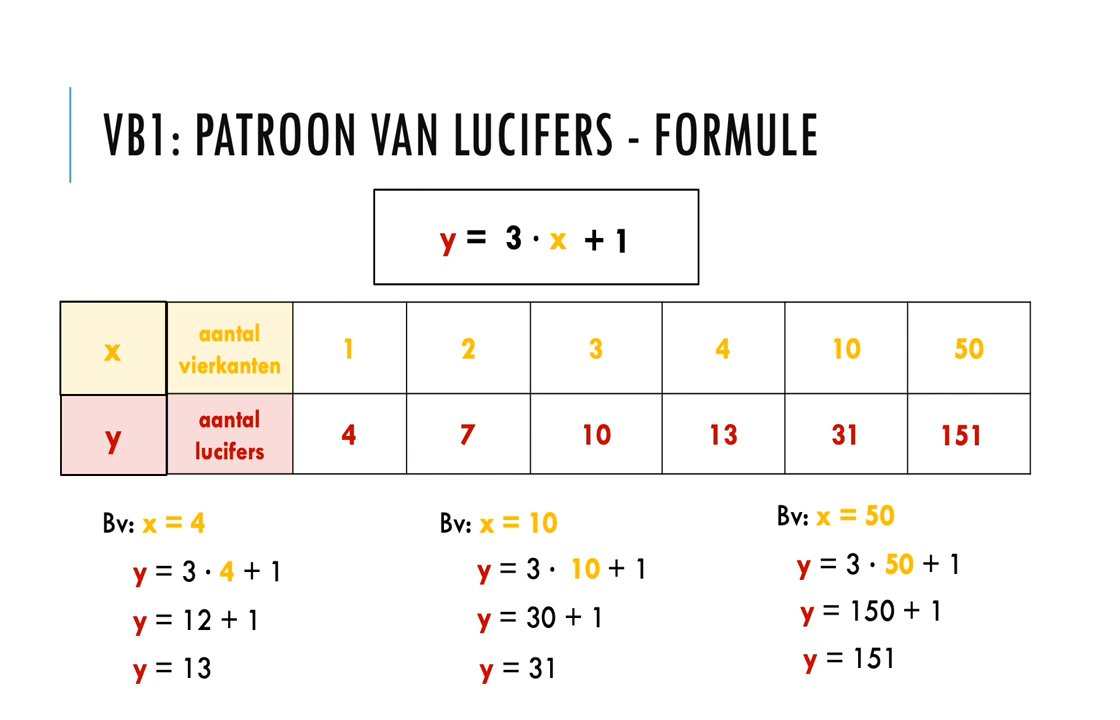 VB1: PATROON VAN LUCIFERS - FORMULE
y = 3 · x + 1
x aantal vierkanten 1 2 3 4 10 50
y aantal lucifers 4 7 10 13 31 151
Bv: x = 4
y = 3 · 4 + 1
y = 12 + 1
y = 13
Bv: x = 10
y = 3 · 10 + 1
y = 30 + 1
y = 31
Bv: x = 50
y = 3 · 50 + 1
y = 150 + 1
y = 151